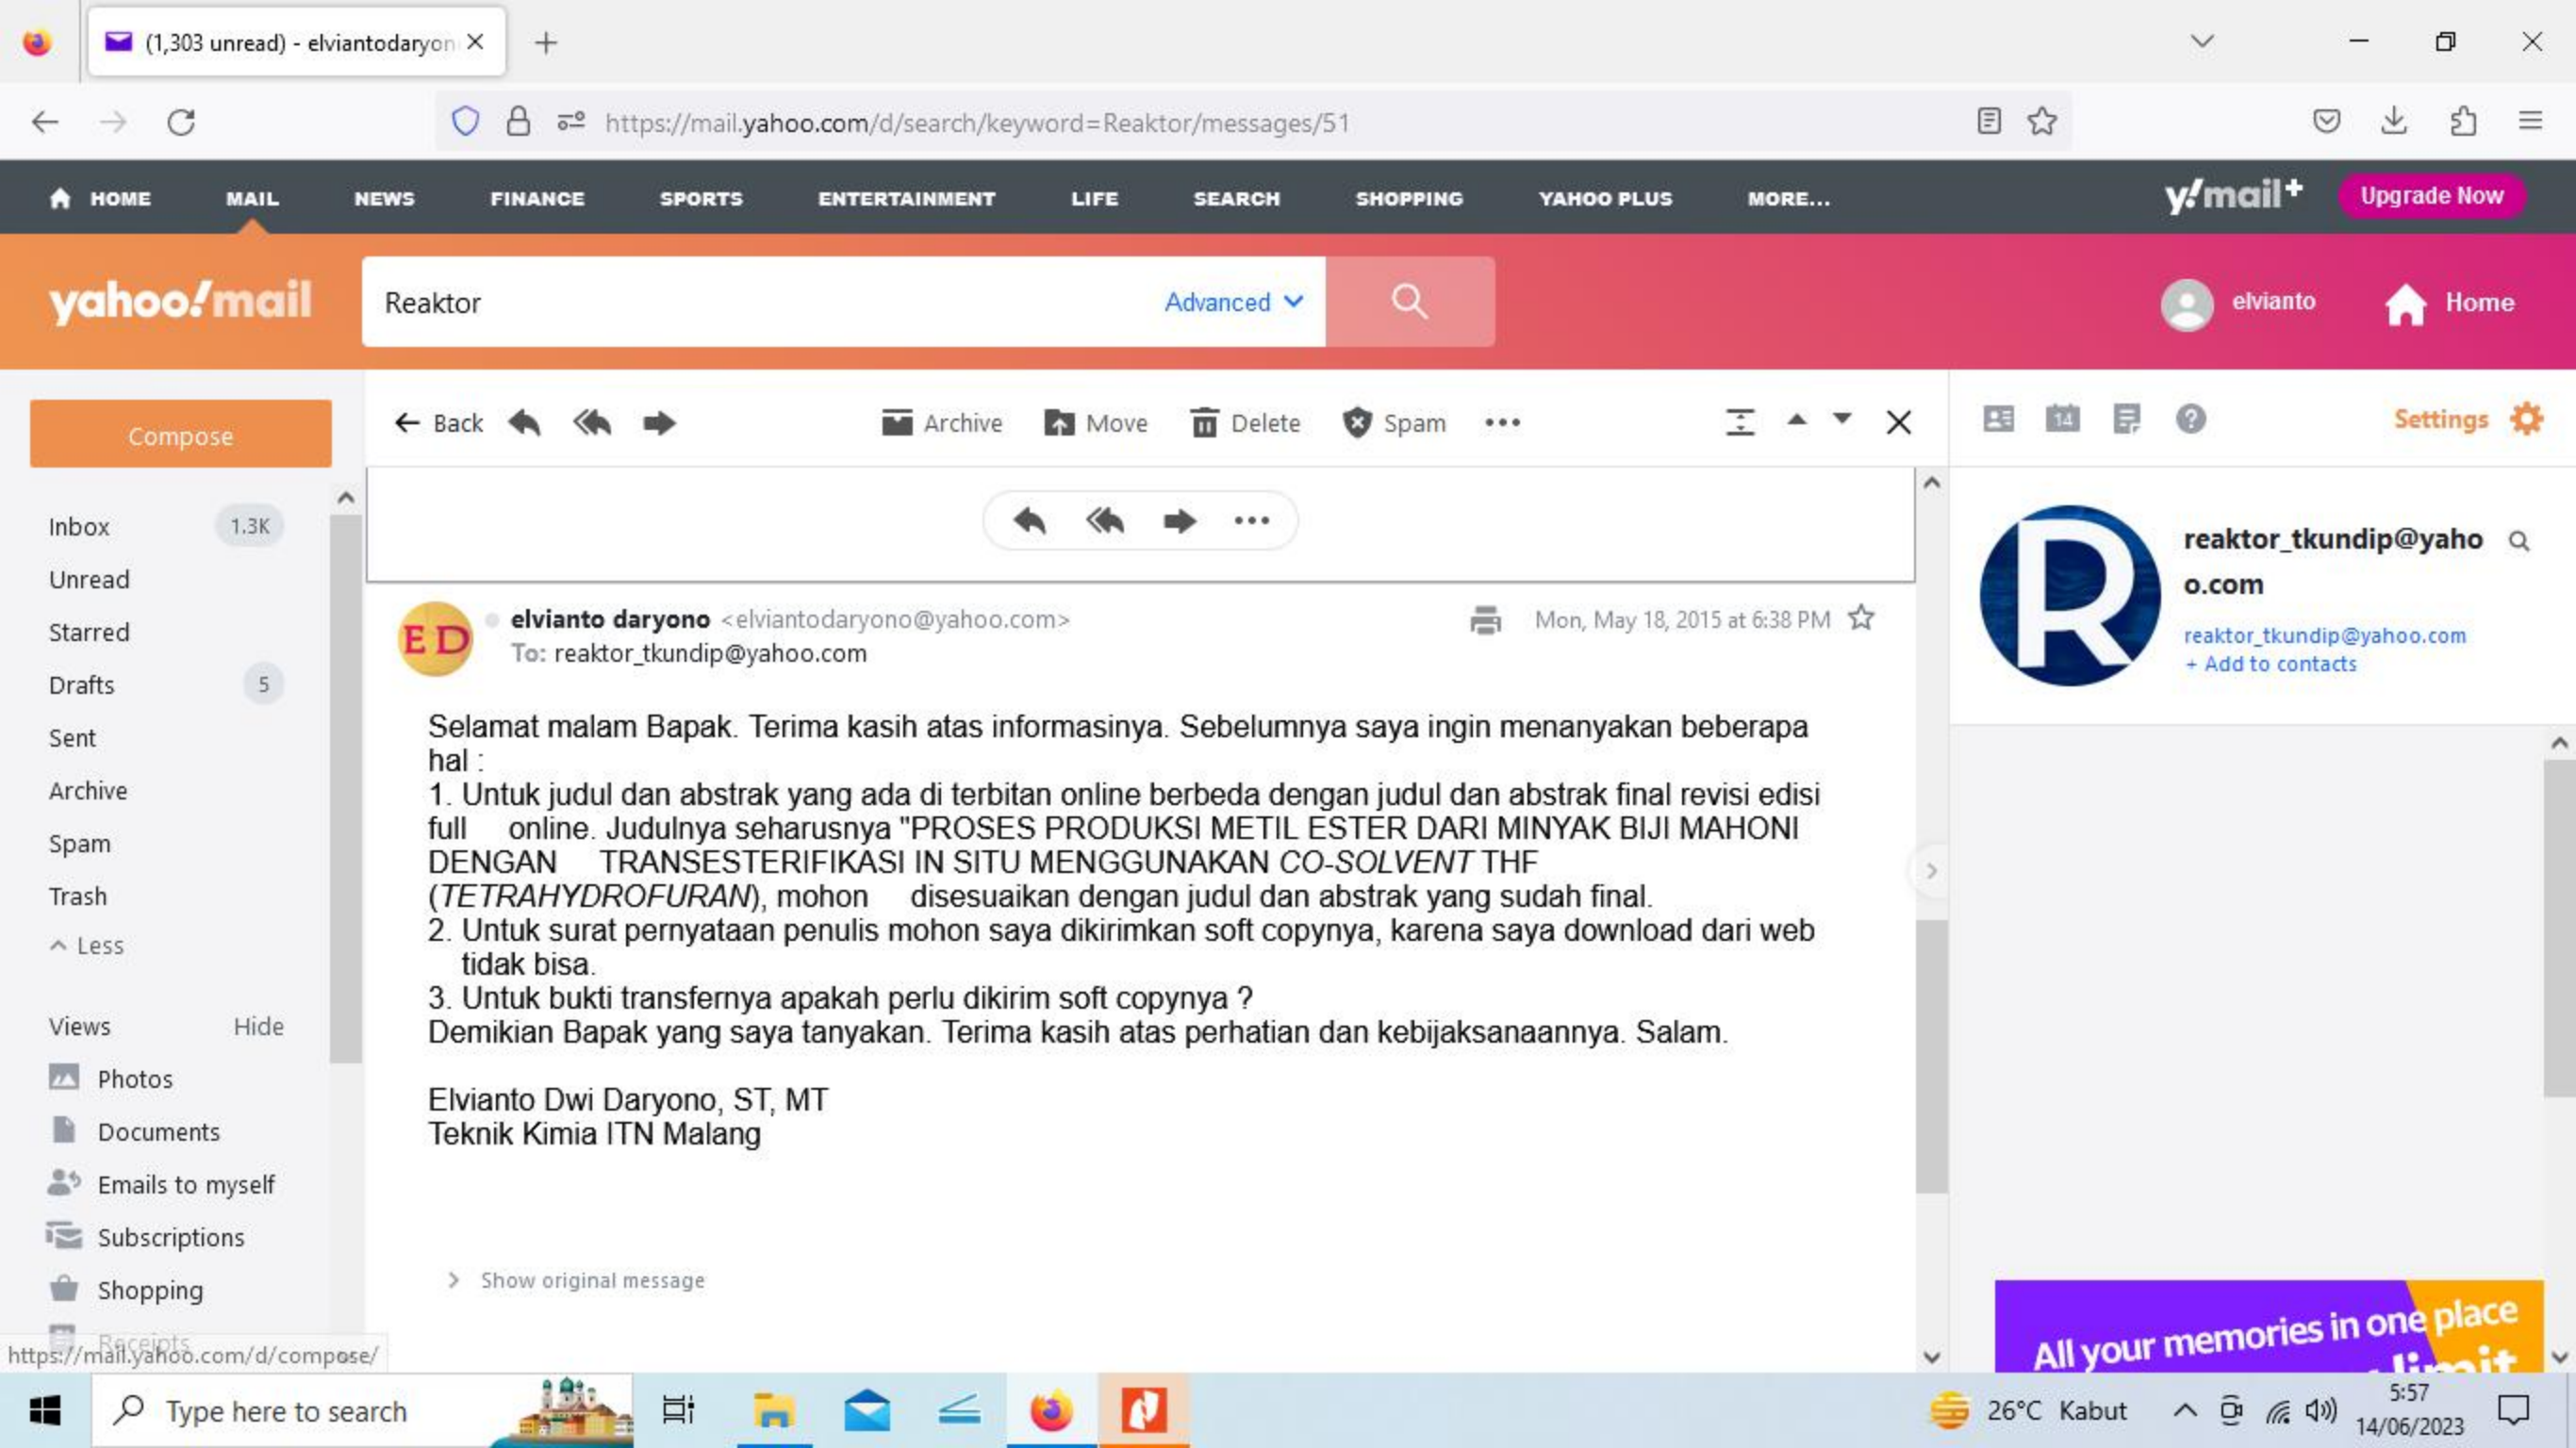 (1,303 unread) - elviantodaryon
https://mail.yahoo.com/d/search/keyword=Reaktor/messages/51
HOME MAIL NEWS FINANCE SPORTS ENTERTAINMENT LIFE SEARCH SHOPPING YAHOO PLUS MORE... y!mail+ Upgrade Now
yahoo!mail Reaktor Advanced elvianto Home
Compose Back Archive Move Delete Spam 14 Settings
Inbox 1.3K
Unread
Starred
Drafts 5
Sent
Archive
Spam
Trash
Less
Views Hide
Photos
Documents
Emails to myself
Subscriptions
Shopping
Receipts
https://mail.yahoo.com/d/compose/
ED
elvianto daryono <elviantodaryono@yahoo.com> Mon, May 18, 2015 at 6:38 PM
To: reaktor_tkundip@yahoo.com
Selamat malam Bapak. Terima kasih atas informasinya. Sebelumnya saya ingin menanyakan beberapa
hal :
1. Untuk judul dan abstrak yang ada di terbitan online berbeda dengan judul dan abstrak final revisi edisi
full online. Judulnya seharusnya "PROSES PRODUKSI METIL ESTER DARI MINYAK BIJI MAHONI
DENGAN TRANSESTERIFIKASI IN SITU MENGGUNAKAN CO-SOLVENT THF
(TETRAHYDROFURAN), mohon disesuaikan dengan judul dan abstrak yang sudah final.
2. Untuk surat pernyataan penulis mohon saya dikirimkan soft copynya, karena saya download dari web
tidak bisa.
3. Untuk bukti transfernya apakah perlu dikirim soft copynya ?
Demikian Bapak yang saya tanyakan. Terima kasih atas perhatian dan kebijaksanaannya. Salam.
Elvianto Dwi Daryono, ST, MT
Teknik Kimia ITN Malang
Show original message
R
reaktor_tkundip@yaho
o.com
reaktor_tkundip@yahoo.com
+ Add to contacts
All your memories in one place
limit
Type here to search
26°C Kabut
5:57
14/06/2023